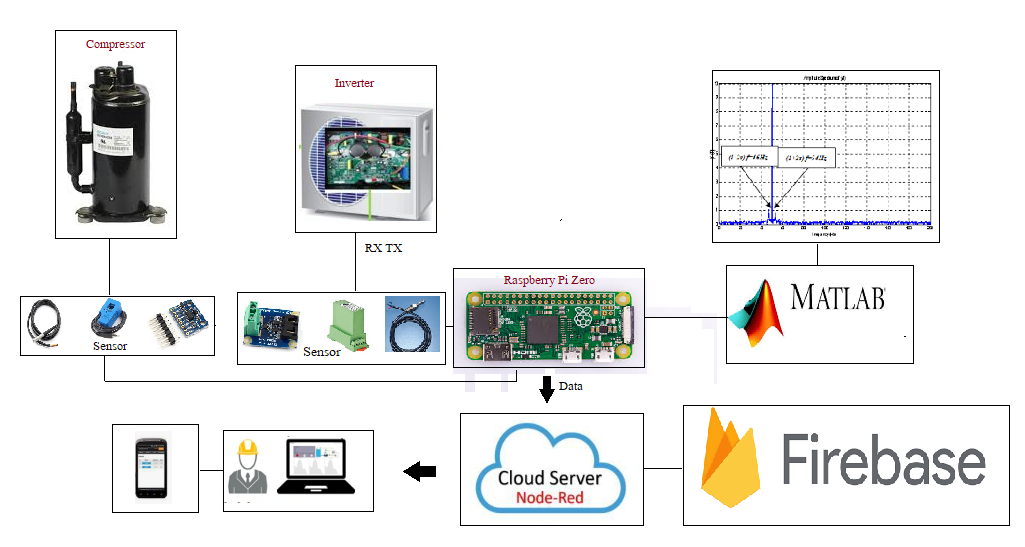 Compressor
Inverter
RX TX
Raspberry Pi Zero
Sensor
Sensor
MATLAB
Data
Cloud Server
Node-Red
Firebase